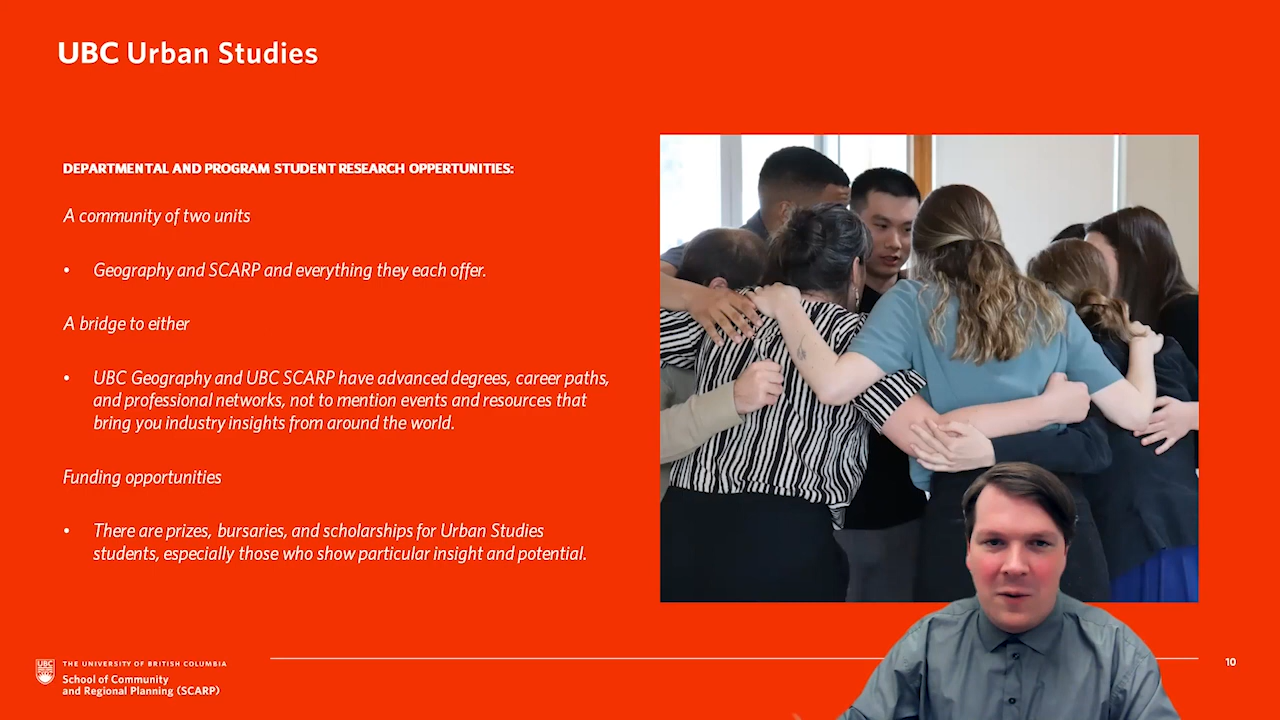 UBC Urban Studies
DEPARTMENTAL AND PROGRAM STUDENT RESEARCH OPPERTUNITIES:
A community of two units
• Geography and SCARP and everything they each offer.
A bridge to either
• UBC Geography and UBC SCARP have advanced degrees, career paths,
and professional networks, not to mention events and resources that
bring you industry insights from around the world.
Funding opportunities
• There are prizes, bursaries, and scholarships for Urban Studies
students, especially those who show particular insight and potential.
UBC
THE UNIVERSITY OF BRITISH COLUMBIA
School of Community
and Regional Planning (SCARP)
10